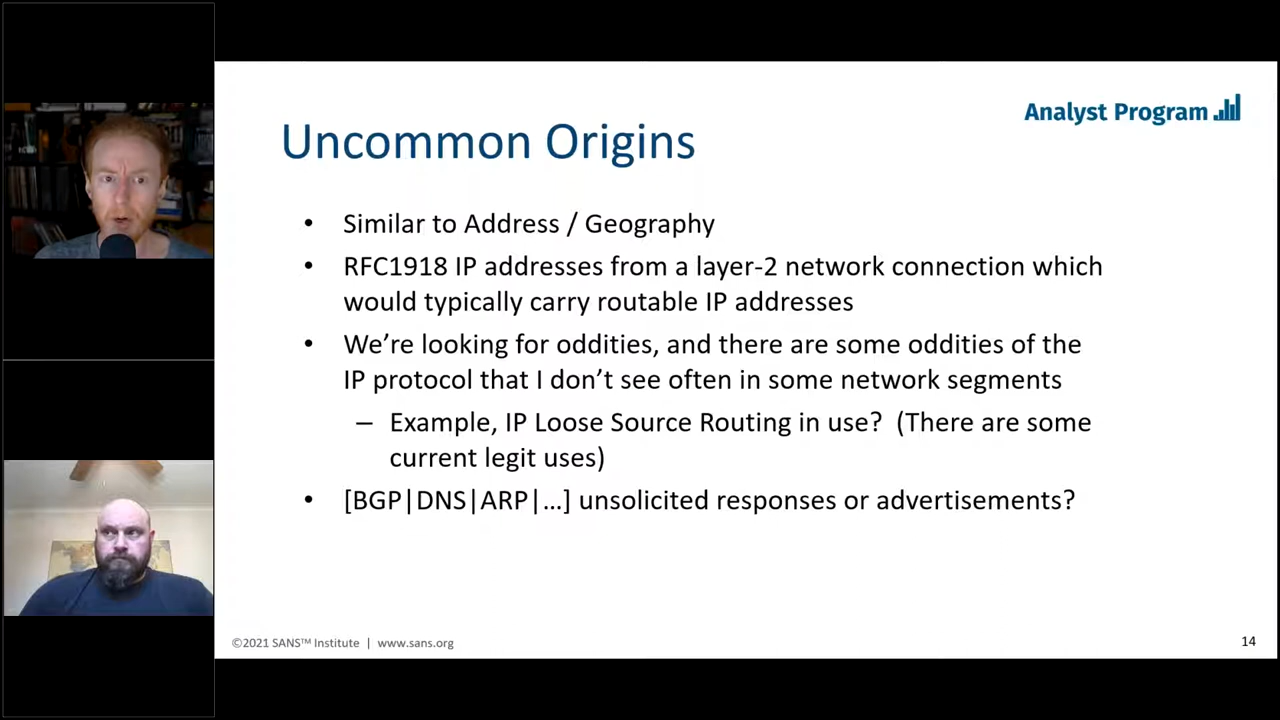 Analyst Program
Uncommon Origins
• Similar to Address / Geography
• RFC1918 IP addresses from a layer-2 network connection which
would typically carry routable IP addresses
• We’re looking for oddities, and there are some oddities of the
IP protocol that I don’t see often in some network segments
– Example, IP Loose Source Routing in use?  (There are some
current legit uses)
• [BGP|DNS|ARP|…] unsolicited responses or advertisements?
©2021 SANS™ Institute | www.sans.org
14